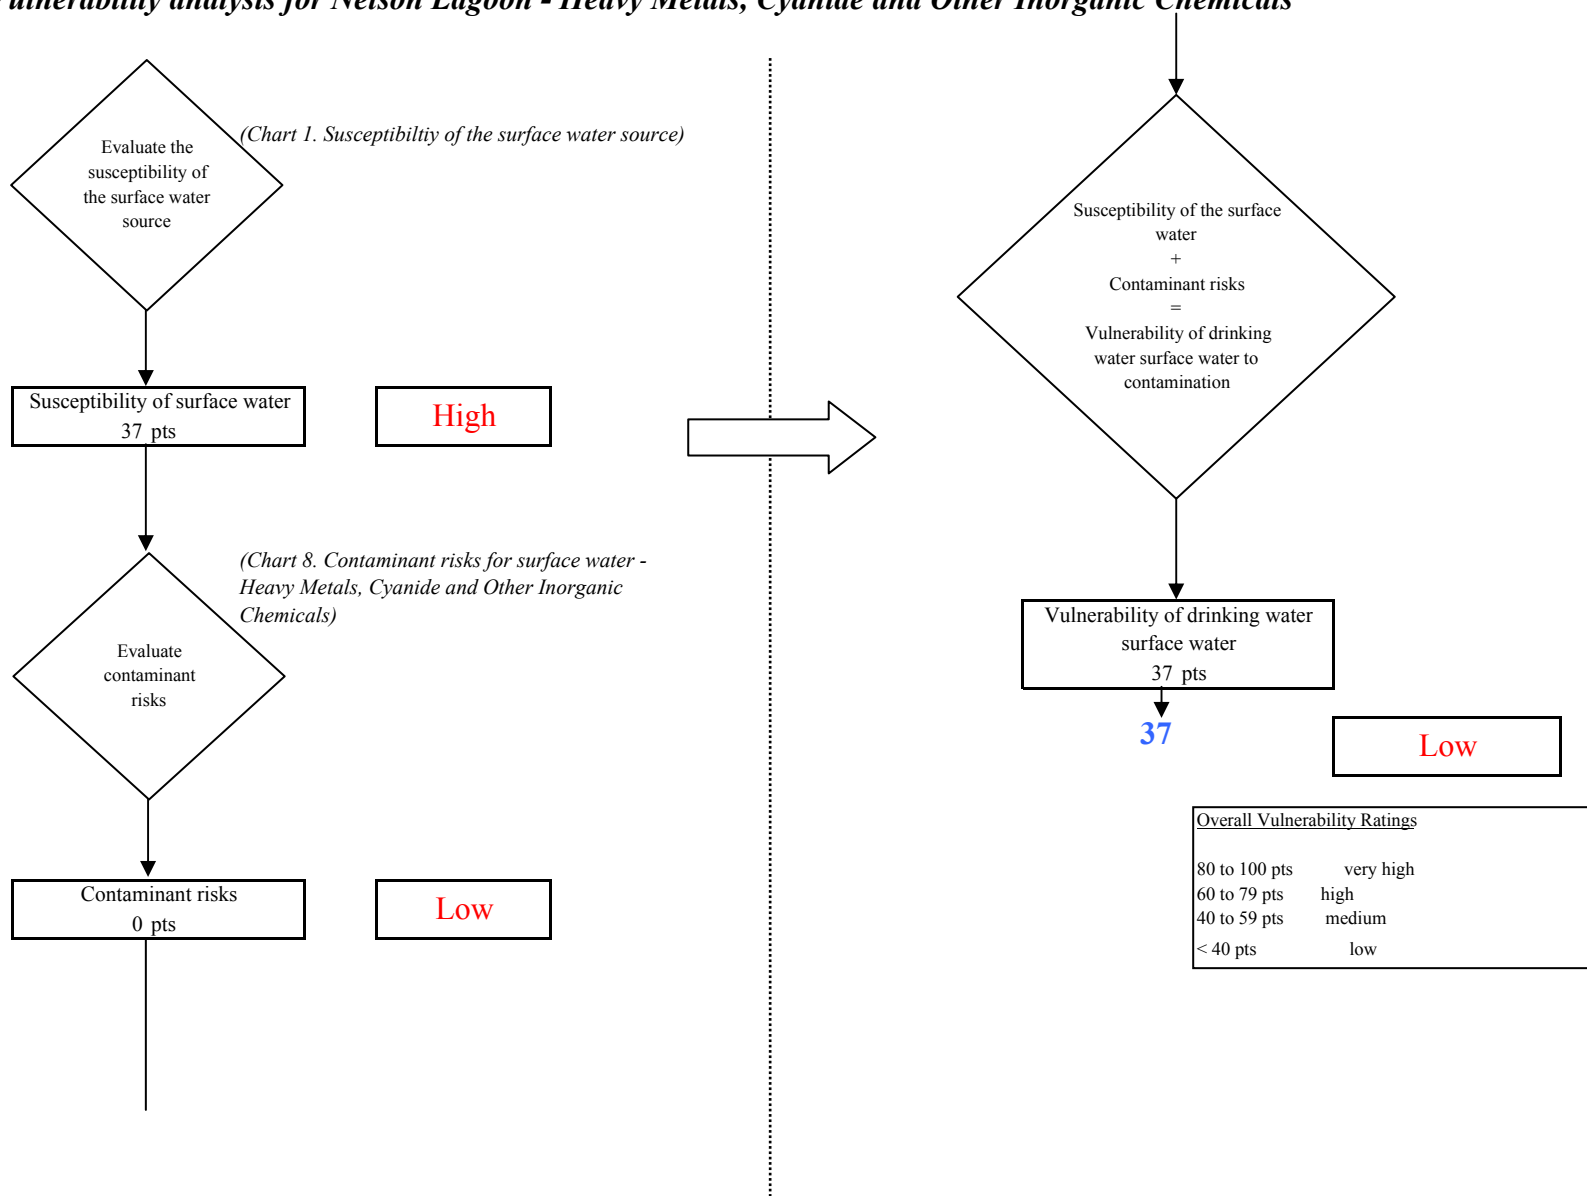 Vulnerability analysis for Nelson Lagoon - Heavy Metals, Cyanide and Other Inorganic Chemicals
Evaluate the
susceptibility of
the surface water
source
(Chart 1. Susceptibiltiy of the surface water source)
Susceptibility of surface water
37 pts
High
(Chart 8. Contaminant risks for surface water -
Heavy Metals, Cyanide and Other Inorganic
Chemicals)
Evaluate
contaminant
risks
Contaminant risks
0 pts
Low
Susceptibility of the surface
water
+
Contaminant risks
=
Vulnerability of drinking
water surface water to
contamination
Vulnerability of drinking water
surface water
37 pts
37
Low
Overall Vulnerability Ratings
80 to 100 pts very high
60 to 79 pts high
40 to 59 pts medium
< 40 pts low